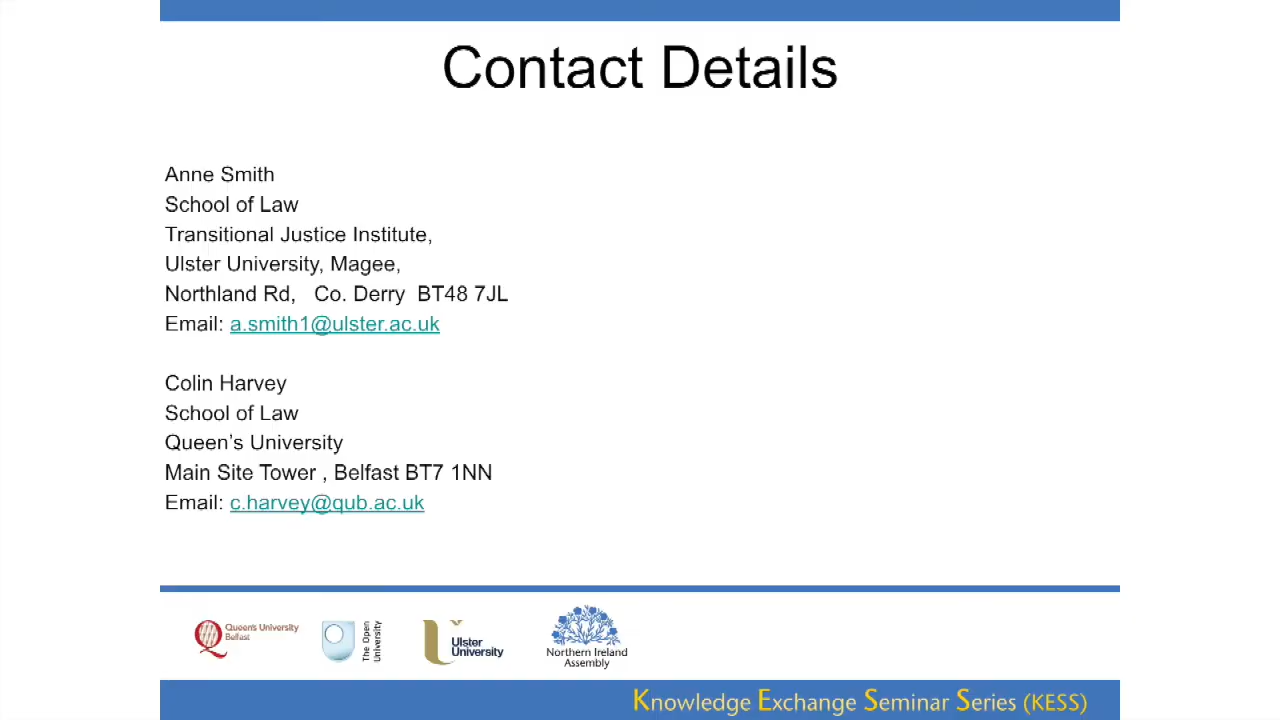 Contact Details
Anne Smith
School of Law
Transitional Justice Institute,
Ulster University, Magee,
Northland Rd,   Co. Derry  BT48 7JL
Email: a.smith1@ulster.ac.uk
Colin Harvey
School of Law
Queen’s University
Main Site Tower , Belfast BT7 1NN
Email: c.harvey@qub.ac.uk
Queen's University
Belfast
The Open
University
Ulster
University
Northern Ireland
Assembly
Knowledge Exchange Seminar Series (KESS)